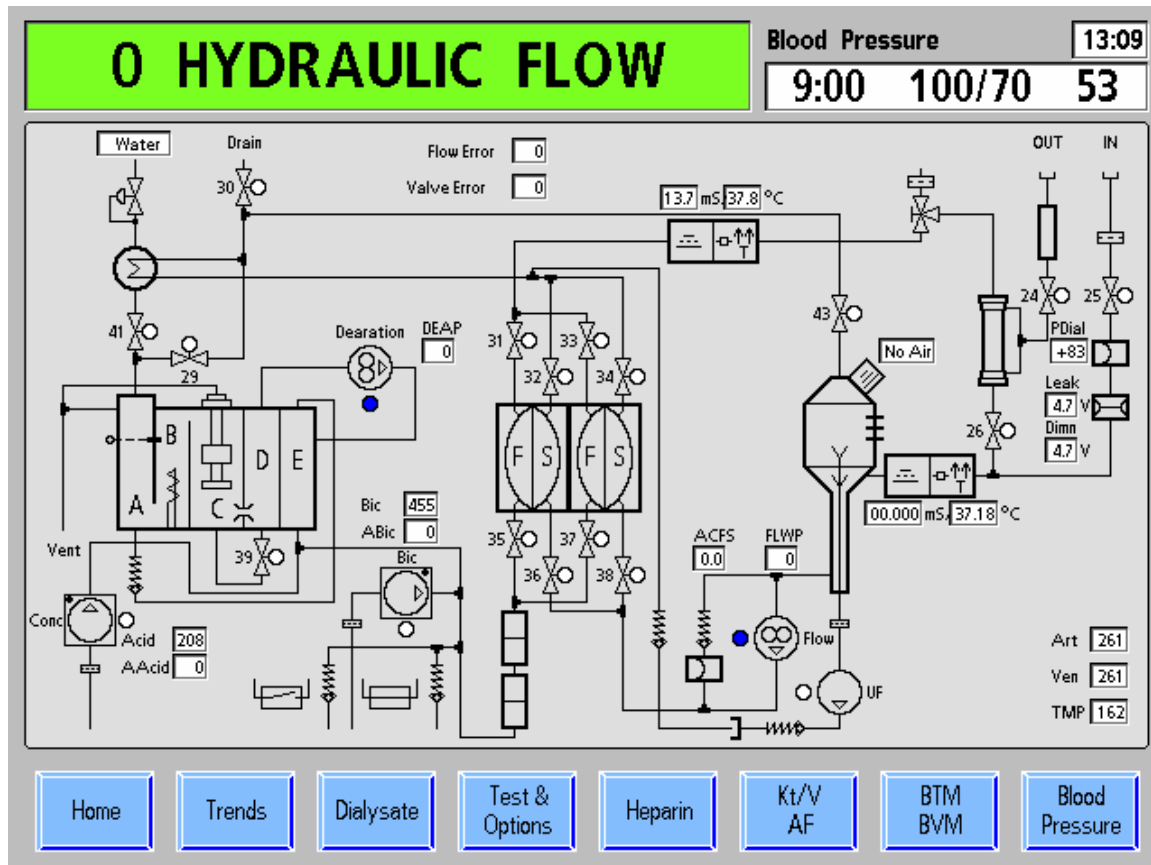 0 HYDRAULIC FLOW
Blood Pressure 13:09
9:00 100/70 53
Water
Drain
Flow Error 0
Valve Error 0
OUT IN
30
13.7 mS/ 37.8 °C
24 25
41
43
31 33
Dearation DEAP
0
29
32 34
No Air
PDial
+83
Leak
4.7 V
Dimn
4.7 V
26
B
D E
A C
F S F S
Bic 455
ABic 0
00.000 mS/ 37.18 °C
35 37
ACFS FLWP
0.0 0
Vent
39
Bic
36 38
Conc
Acid 208
AAcid 0
Flow
Art 261
Ven 261
TMP 162
UF
Home
Trends
Dialysate
Test &
Options
Heparin
Kt/V
AF
BTM
BVM
Blood
Pressure